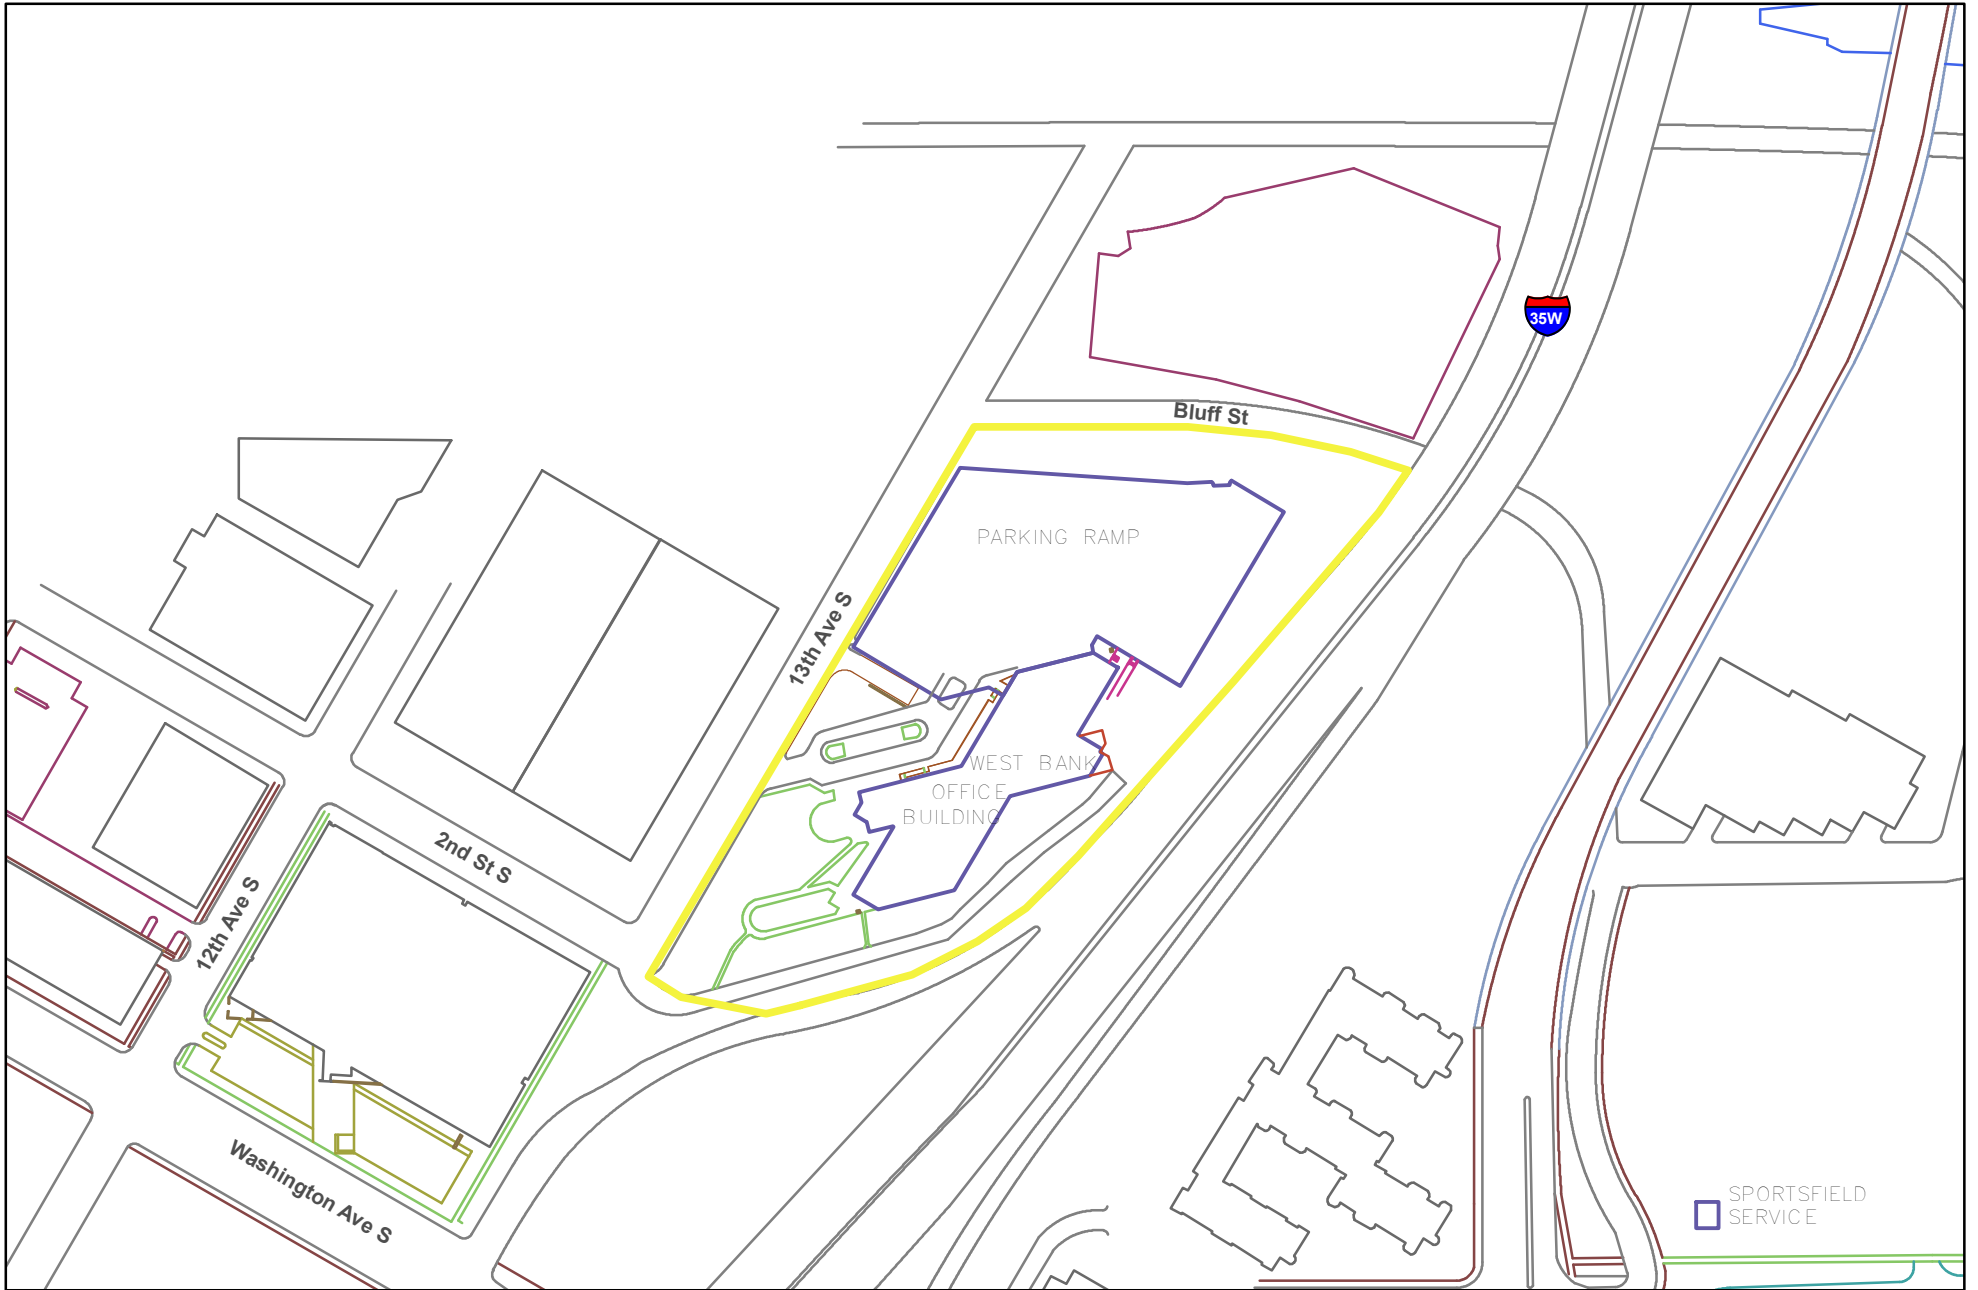 35W
Bluff St
PARKING RAMP
13th Ave S
WEST BANK
OFFICE
BUILDING
2nd St S
12th Ave S
Washington Ave S
SPORTSFIELD
SERVICE